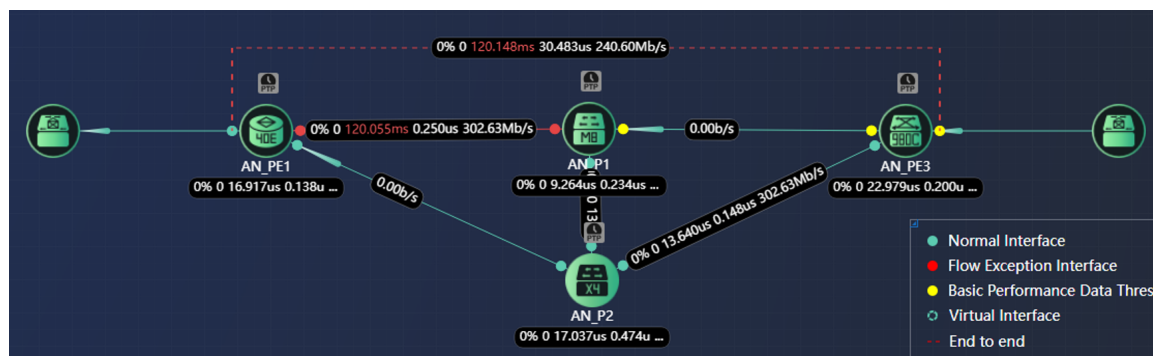 0% 0 120.148ms 30.483us 240.60Mb/s
PTP
PTP
PTP
40E
0% 0 120.055ms 0.250us 302.63Mb/s
M8
0.00b/s
980C
AN_PE1
AN_P1
AN_PE3
0% 0 16.917us 0.138u ...
0% 0 9.264us 0.234us ...
0% 0 22.979us 0.200u ...
0.00b/s
0% 0 13.640us 0.148us 302.63Mb/s
PTP
X4
AN_P2
0% 0 17.037us 0.474u ...
Normal Interface
Flow Exception Interface
Basic Performance Data Thres
Virtual Interface
End to end